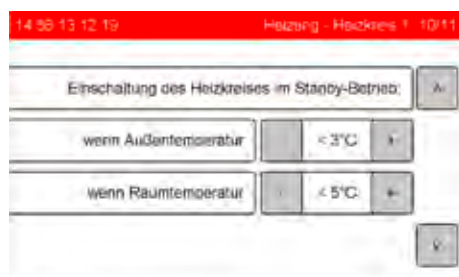 14:58 13.12.19 Heizung - Heizkreis 1 10/11
Einschaltung des Heizkreises im Standby-Betrieb:
wenn Außentemperatur - < 3°C +
wenn Raumtemperatur - < 5°C +